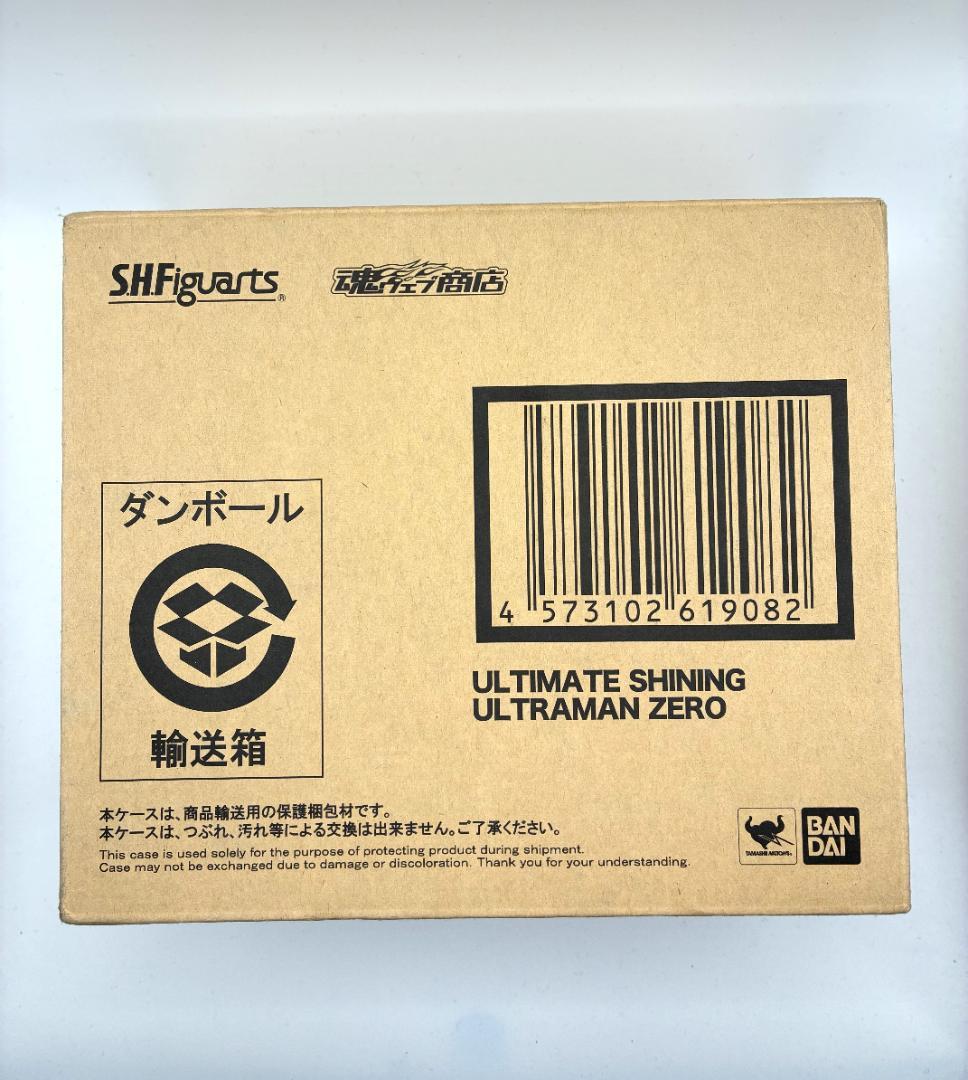 S.H.Figuarts®
魂ウェブ商店
4 573102 619082
ULTIMATE SHINING
ULTRAMAN ZERO
ダンボール
輸送箱
本ケースは、商品輸送用の保護梱包材です。
本ケースは、つぶれ、汚れ等による交換は出来ません。ご了承ください。
This case is used solely for the purpose of protecting product during shipment.
Case may not be exchanged due to damage or discoloration. Thank you for your understanding.
TAMASHII NATIONS
BAN
DAI